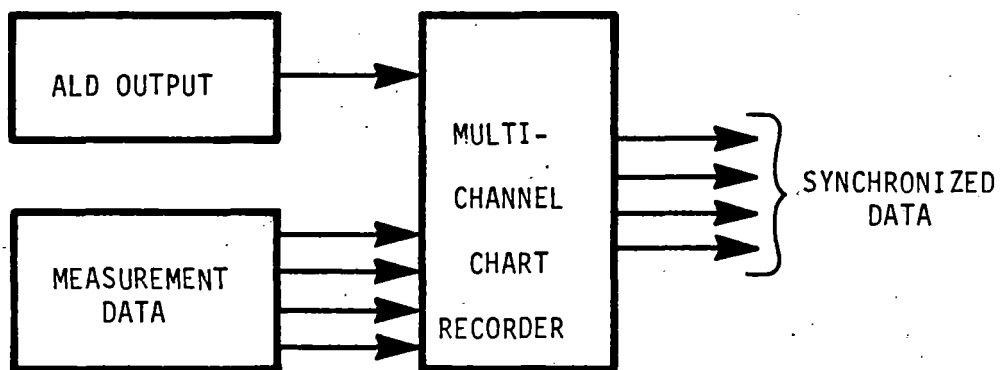 ALD OUTPUT
MEASUREMENT
DATA
MULTI-
CHANNEL
CHART
RECORDER
SYNCHRONIZED
DATA